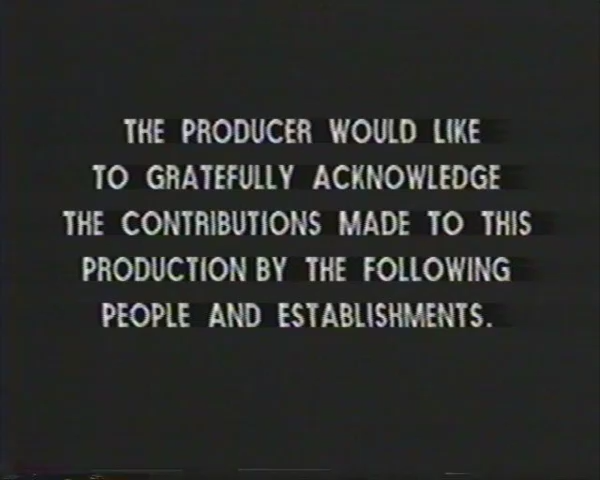 THE PRODUCER WOULD LIKE
TO GRATEFULLY ACKNOWLEDGE
THE CONTRIBUTIONS MADE TO THIS
PRODUCTION BY THE FOLLOWING
PEOPLE AND ESTABLISHMENTS.